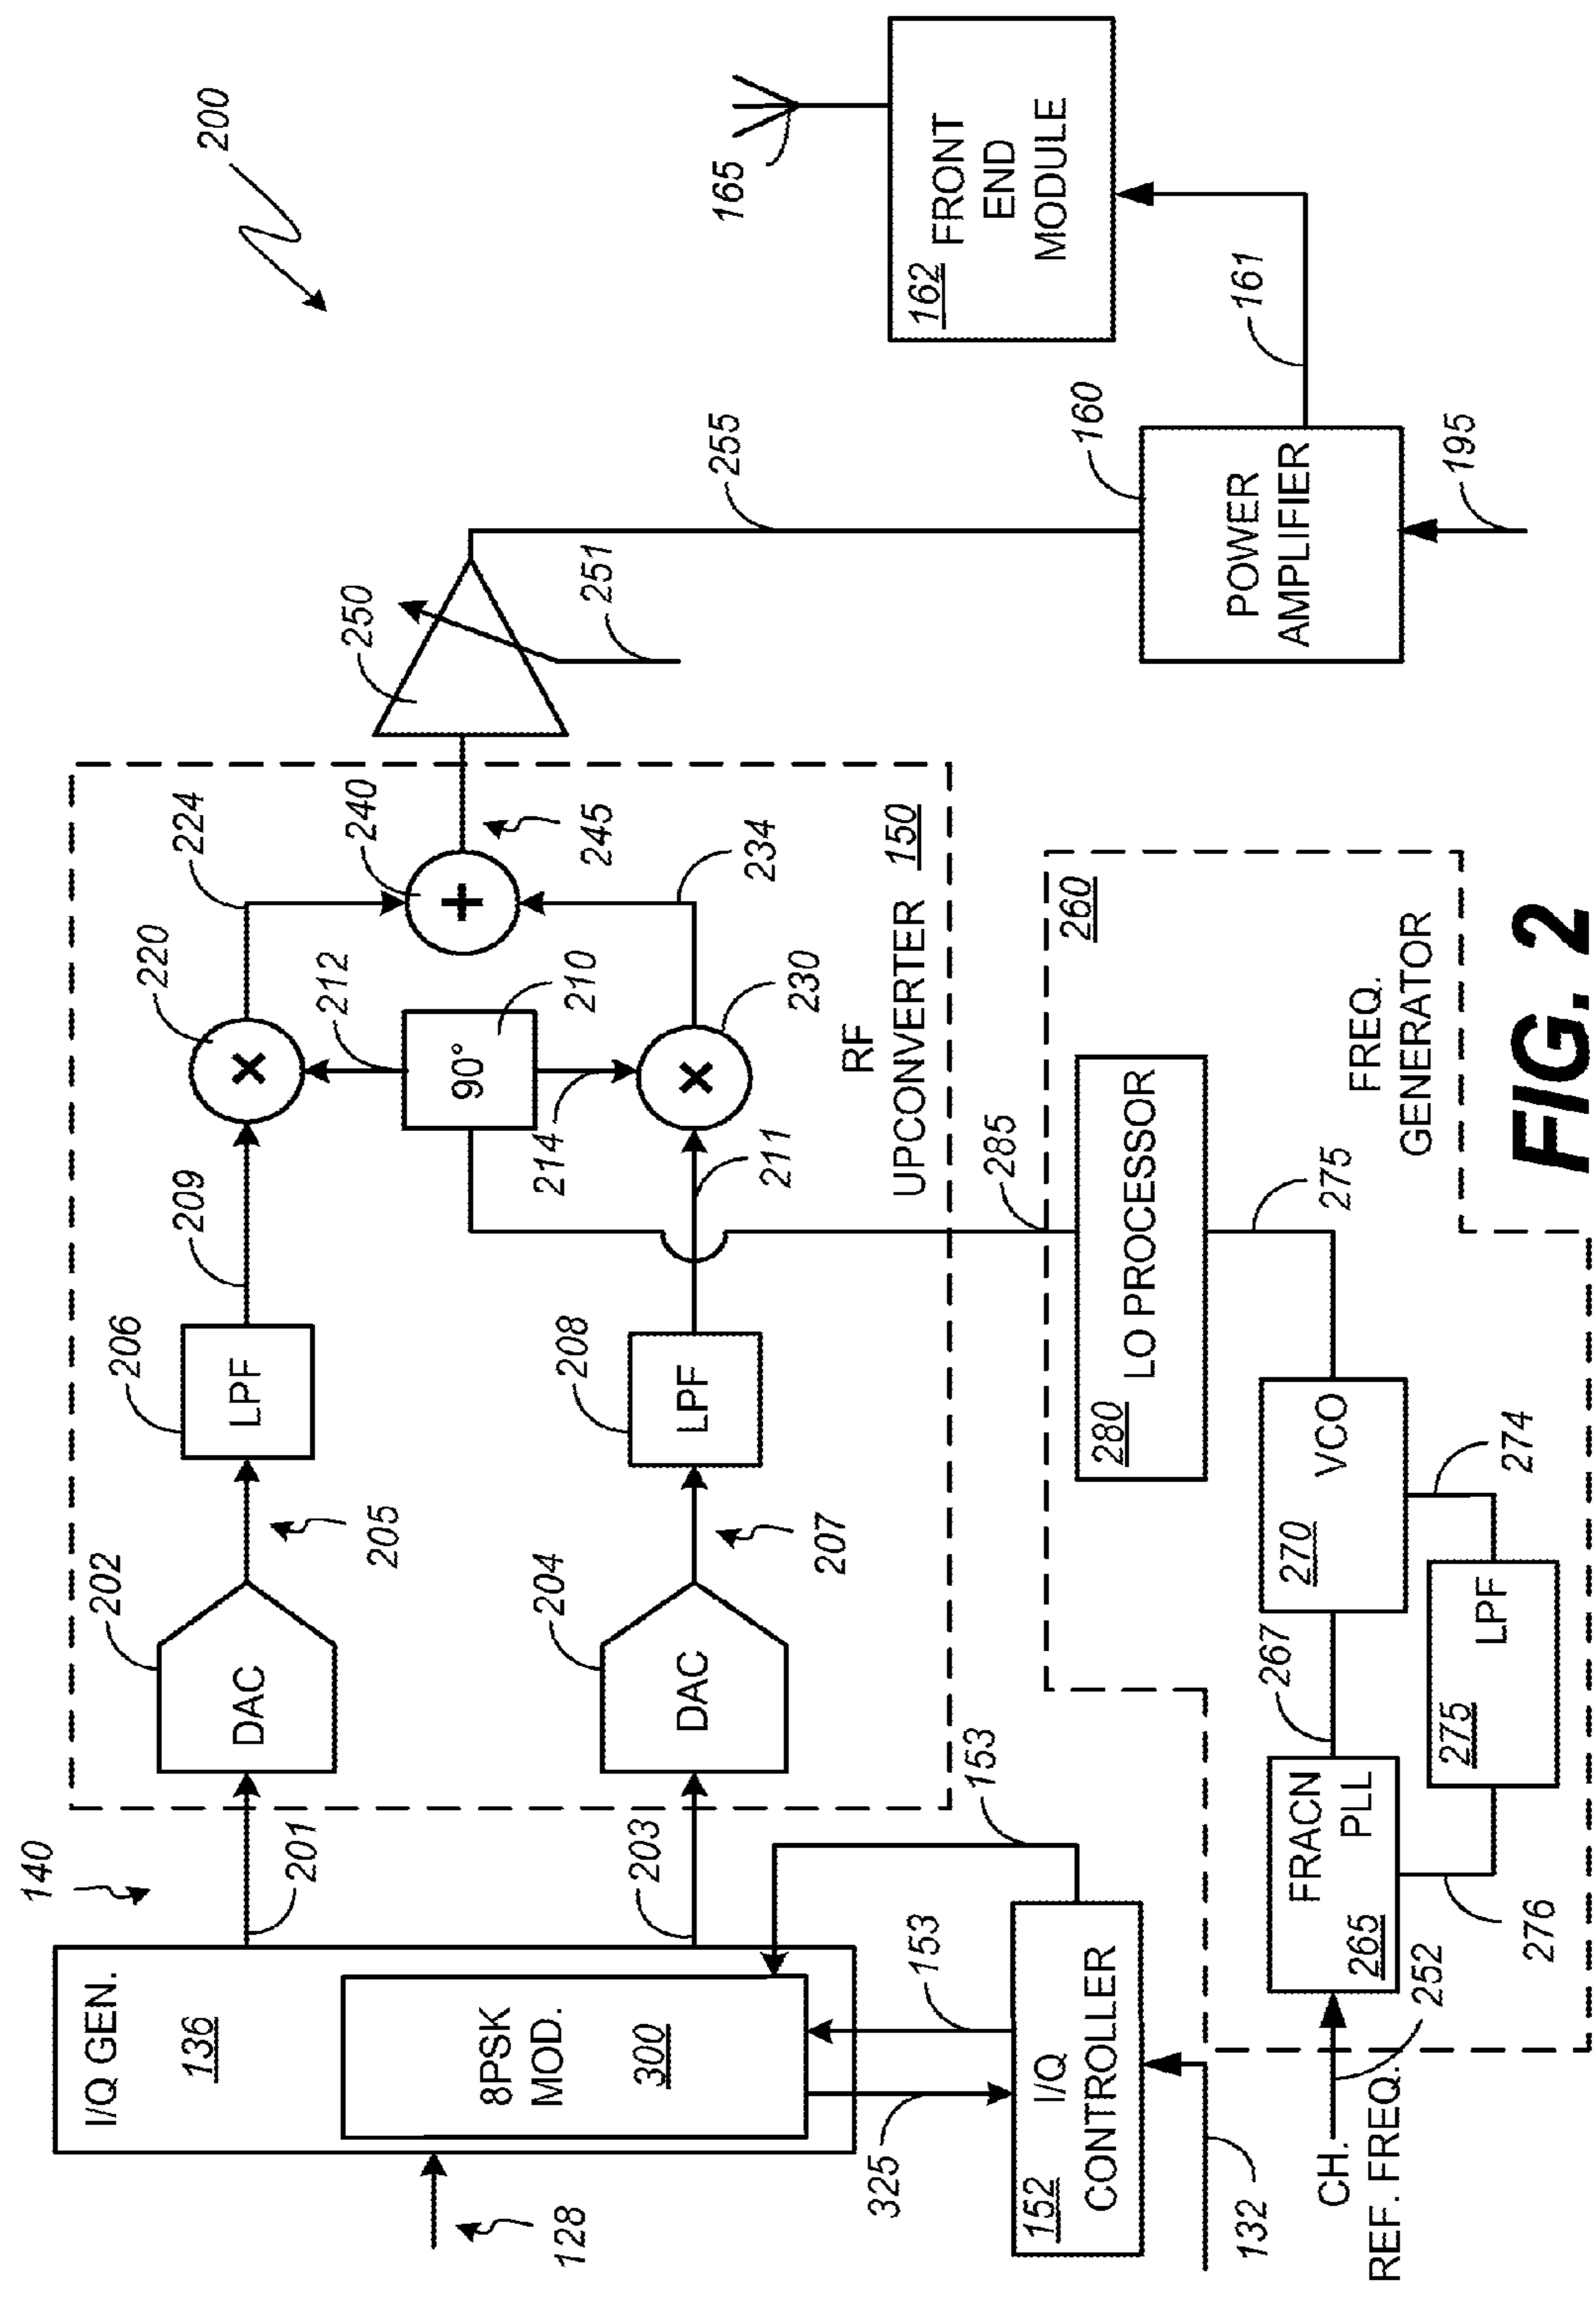 200
140
I/Q GEN.
136
8PSK
MOD.
300
128
325
153
153
I/Q
CONTROLLER
152
132
201
203
202
DAC
204
DAC
205
207
206
LPF
208
LPF
209
211
220
×
212
90°
210
214
230
×
224
240
+
234
245
RF
UPCONVERTER
150
250
251
255
160
POWER
AMPLIFIER
195
161
162
FRONT
END
MODULE
165
260
FREQ.
GENERATOR
285
280
LO PROCESSOR
275
270
VCO
267
274
275
LPF
276
FRACN
PLL
265
252
CH.
REF. FREQ.
FIG. 2